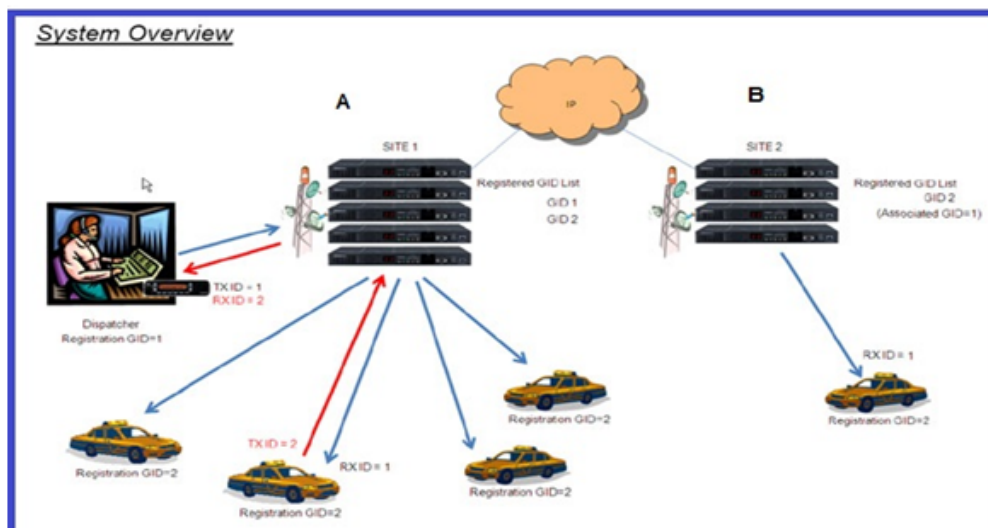 System Overview
A
B
IP
SITE 1
SITE 2
Registered GID List
GID 1
GID 2
Registered GID List
GID 2
(Associated GID=1)
TX ID = 1
RX ID = 2
Dispatcher
Registration GID=1
RX ID = 1
Registration GID=2
Registration GID=2
TX ID = 2
RX ID = 1
Registration GID=2
Registration GID=2
Registration GID=2